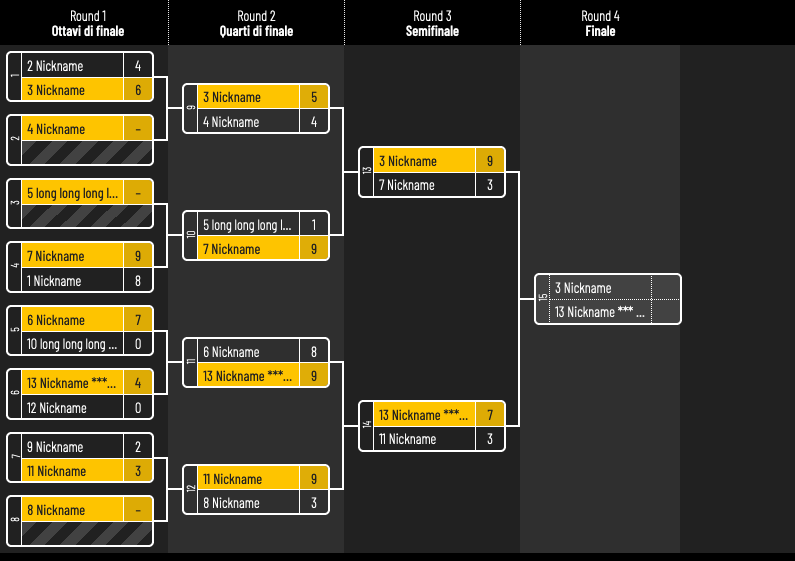 Round 1
Ottavi di finale
Round 2
Quarti di finale
Round 3
Semifinale
Round 4
Finale
1
2 Nickname 4
3 Nickname 6
2
4 Nickname -
3
5 long long long l... -
4
7 Nickname 9
1 Nickname 8
5
6 Nickname 7
10 long long long ... 0
6
13 Nickname ***... 4
12 Nickname 0
7
9 Nickname 2
11 Nickname 3
8
8 Nickname -
9
3 Nickname 5
4 Nickname 4
10
5 long long long l... 1
7 Nickname 9
11
6 Nickname 8
13 Nickname ***... 9
12
11 Nickname 9
8 Nickname 3
13
3 Nickname 9
7 Nickname 3
14
13 Nickname ***... 7
11 Nickname 3
15
3 Nickname
13 Nickname *** ...